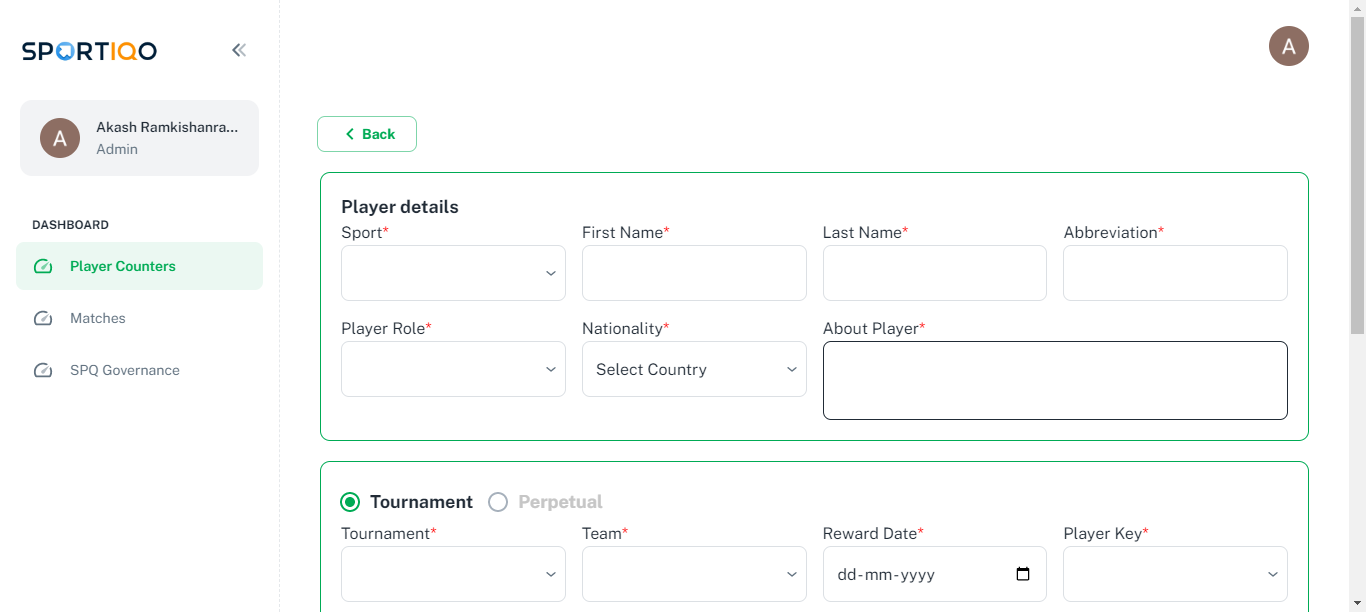 SPORTIQO
A
A
Akash Ramkishanra...
Admin
Back
DASHBOARD
Player Counters
Matches
SPQ Governance
Player details
Sport* First Name* Last Name* Abbreviation*
Player Role* Nationality* About Player*
Select Country
Tournament Perpetual
Tournament* Team* Reward Date* Player Key*
dd-mm-yyyy